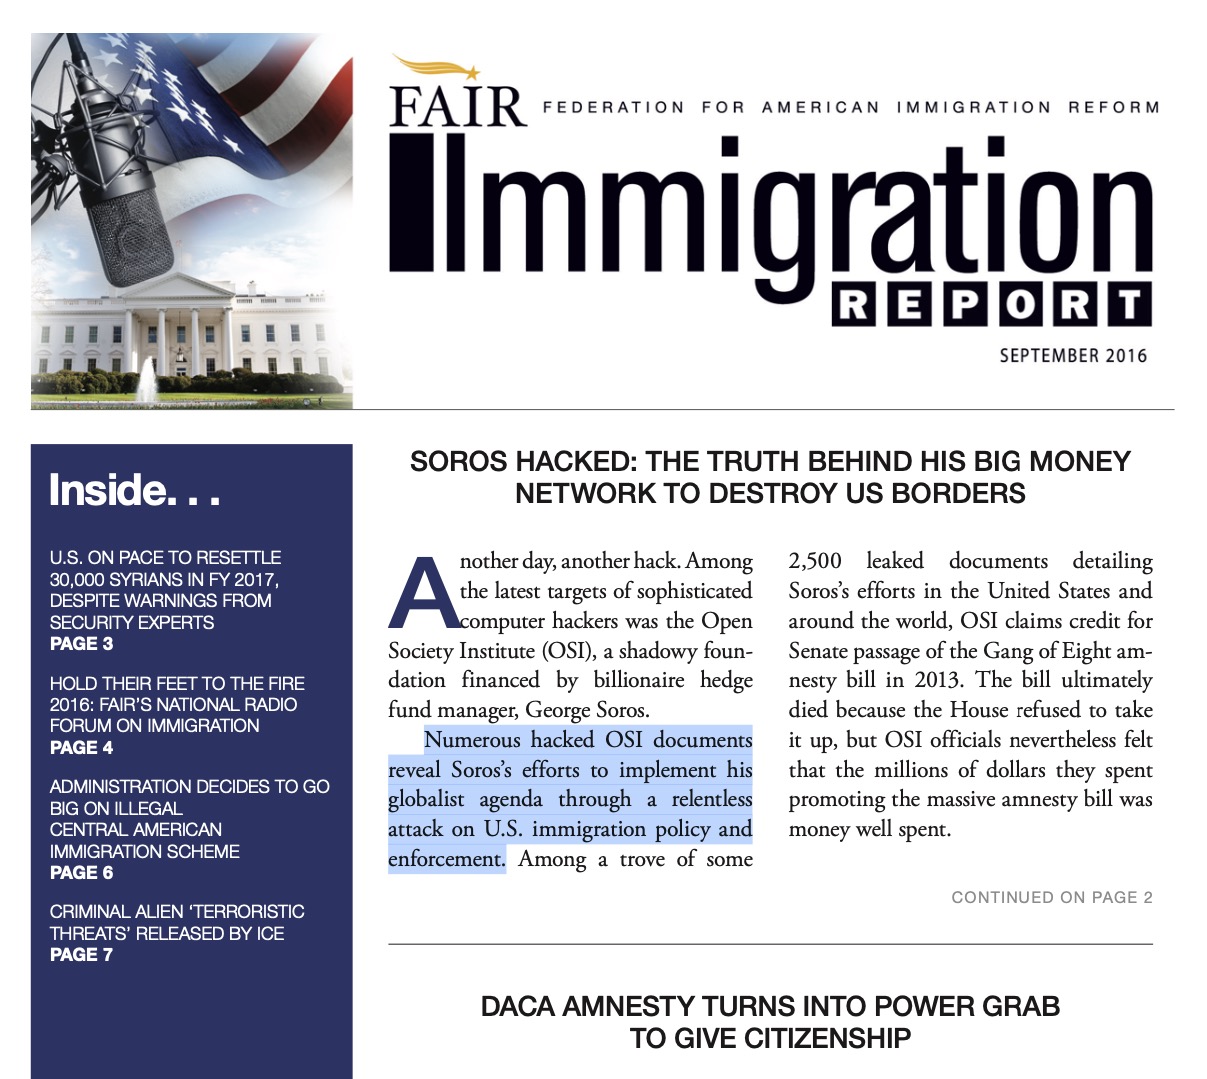 FAIR FEDERATION FOR AMERICAN IMMIGRATION REFORM
Immigration
REPORT
SEPTEMBER 2016
Inside. . .
U.S. ON PACE TO RESETTLE
30,000 SYRIANS IN FY 2017,
DESPITE WARNINGS FROM
SECURITY EXPERTS
PAGE 3
HOLD THEIR FEET TO THE FIRE
2016: FAIR’S NATIONAL RADIO
FORUM ON IMMIGRATION
PAGE 4
ADMINISTRATION DECIDES TO GO
BIG ON ILLEGAL
CENTRAL AMERICAN
IMMIGRATION SCHEME
PAGE 6
CRIMINAL ALIEN ‘TERRORISTIC
THREATS’ RELEASED BY ICE
PAGE 7
SOROS HACKED: THE TRUTH BEHIND HIS BIG MONEY
NETWORK TO DESTROY US BORDERS
Another day, another hack. Among
the latest targets of sophisticated
computer hackers was the Open
Society Institute (OSI), a shadowy foun-
dation financed by billionaire hedge
fund manager, George Soros.
Numerous hacked OSI documents
reveal Soros’s efforts to implement his
globalist agenda through a relentless
attack on U.S. immigration policy and
enforcement. Among a trove of some
2,500 leaked documents detailing
Soros’s efforts in the United States and
around the world, OSI claims credit for
Senate passage of the Gang of Eight am-
nesty bill in 2013. The bill ultimately
died because the House refused to take
it up, but OSI officials nevertheless felt
that the millions of dollars they spent
promoting the massive amnesty bill was
money well spent.
CONTINUED ON PAGE 2
DACA AMNESTY TURNS INTO POWER GRAB
TO GIVE CITIZENSHIP